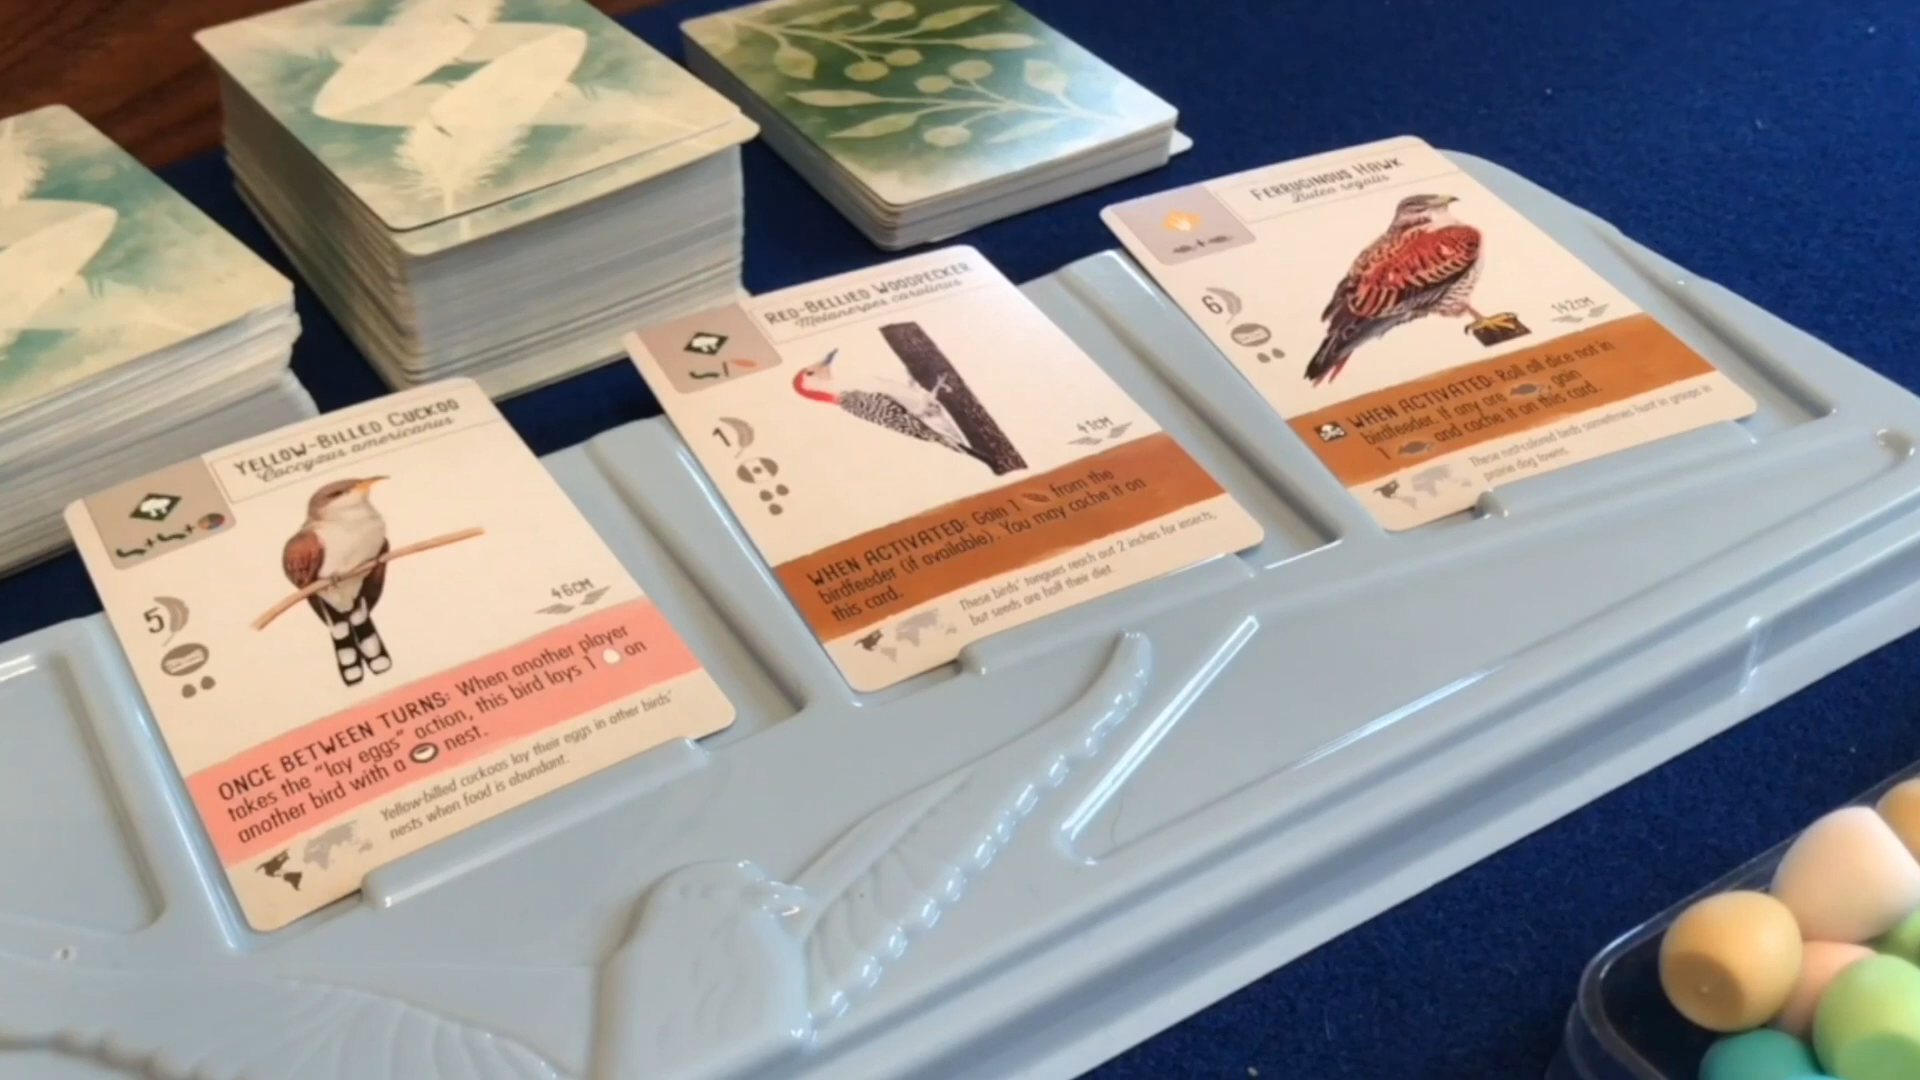 YELLOW-BILLED CUCKOO
Coccyzus americanus
5
46CM
ONCE BETWEEN TURNS: When another player
takes the "lay eggs" action, this bird lays 1 on
another bird with a nest.
Yellow-billed cuckoos lay their eggs in other birds'
nests when food is abundant.
RED-BELLIED WOODPECKER
Melanerpes carolinus
1
41CM
WHEN ACTIVATED: Gain 1 from the
birdfeeder (if available). You may cache it on
this card.
These birds' tongues reach out 2 inches for insects,
but seeds are half their diet.
FERRUGINOUS HAWK
Buteo regalis
6
142CM
WHEN ACTIVATED: Roll all dice not in
birdfeeder. If any are , gain
1 and cache it on this card.
These rust-colored birds sometimes hunt in groups in
prairie dog towns.